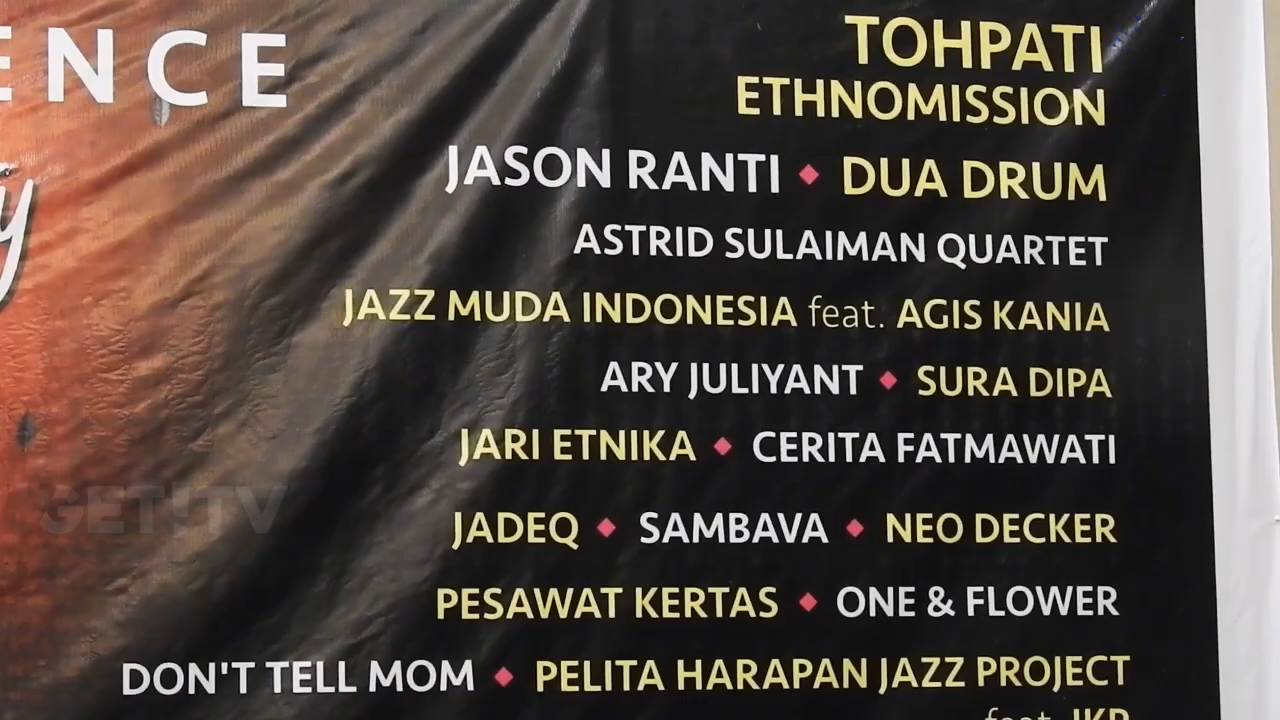 ENCE
y
TOHPATI
ETHNOMISSION
JASON RANTI ◆ DUA DRUM
ASTRID SULAIMAN QUARTET
JAZZ MUDA INDONESIA feat. AGIS KANIA
ARY JULIYANT ◆ SURA DIPA
JARI ETNIKA ◆ CERITA FATMAWATI
JADEQ ◆ SAMBAVA ◆ NEO DECKER
GET!TV
PESAWAT KERTAS ◆ ONE & FLOWER
DON'T TELL MOM ◆ PELITA HARAPAN JAZZ PROJECT
feat.